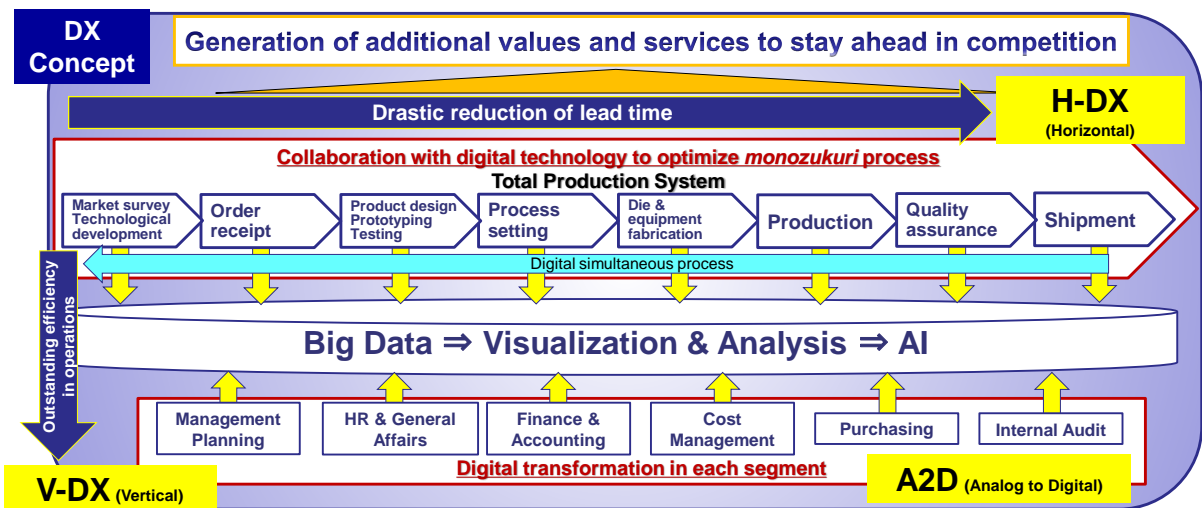 DX
Concept
Generation of additional values and services to stay ahead in competition
Drastic reduction of lead time
H-DX
(Horizontal)
Collaboration with digital technology to optimize monozukuri process
Total Production System
Market survey
Technological
development
Order
receipt
Product design
Prototyping
Testing
Process
setting
Die &
equipment
fabrication
Production
Quality
assurance
Shipment
Digital simultaneous process
Outstanding efficiency
in operations
Big Data ⇒ Visualization & Analysis ⇒ AI
Management
Planning
HR & General
Affairs
Finance &
Accounting
Cost
Management
Purchasing
Internal Audit
Digital transformation in each segment
V-DX (Vertical)
A2D (Analog to Digital)